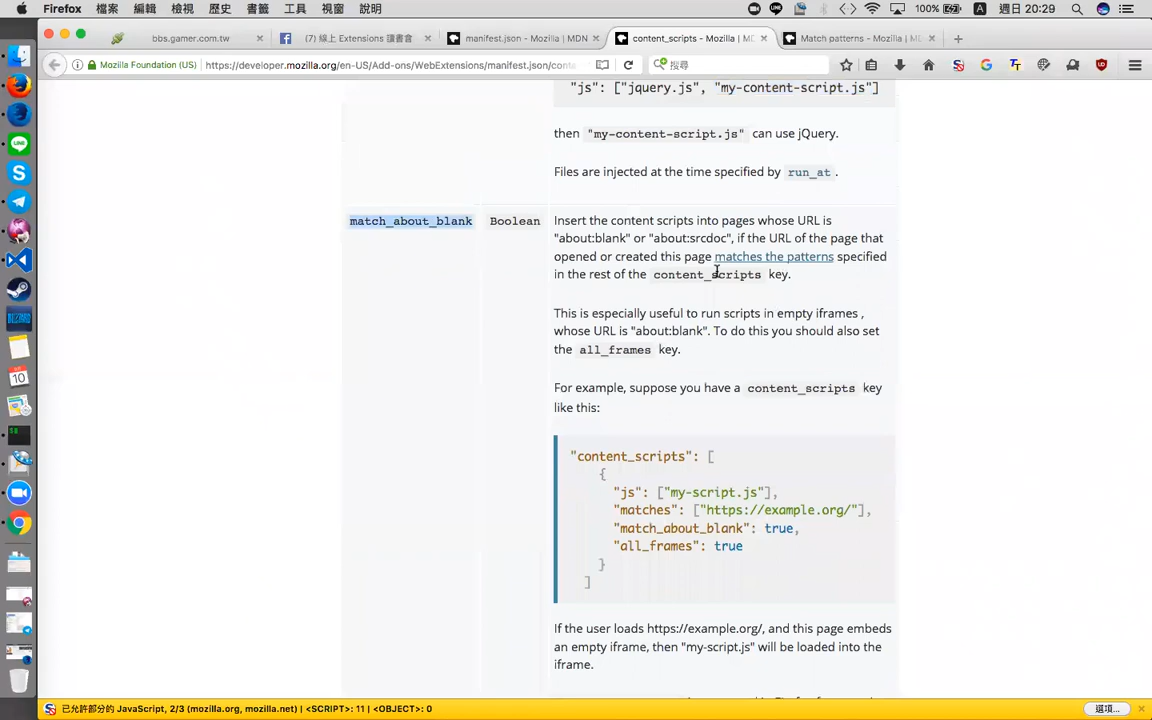 Firefox 檔案 編輯 檢視 歷史 書籤 工具 視窗 說明 100% A 週日 20:29
bbs.gamer.com.tw × (7) 線上 Extensions 讀書會 × manifest.json - Mozilla | MDN × content_scripts - Mozilla | MD × Match patterns - Mozilla | M × +
Mozilla Foundation (US) https://developer.mozilla.org/en-US/Add-ons/WebExtensions/manifest.json/conte 搜尋
"js": ["jquery.js", "my-content-script.js"]
then "my-content-script.js" can use jQuery.
Files are injected at the time specified by run_at .
match_about_blank Boolean Insert the content scripts into pages whose URL is
"about:blank" or "about:srcdoc", if the URL of the page that
opened or created this page matches the patterns specified
in the rest of the content_scripts key.
This is especially useful to run scripts in empty iframes ,
whose URL is "about:blank". To do this you should also set
the all_frames key.
For example, suppose you have a content_scripts key
like this:
"content_scripts": [
{
"js": ["my-script.js"],
"matches": ["https://example.org/"],
"match_about_blank": true,
"all_frames": true
}
]
If the user loads https://example.org/, and this page embeds
an empty iframe, then "my-script.js" will be loaded into the
iframe.
已允許部分的 JavaScript, 2/3 (mozilla.org, mozilla.net) | <SCRIPT>: 11 | <OBJECT>: 0 選項... ×